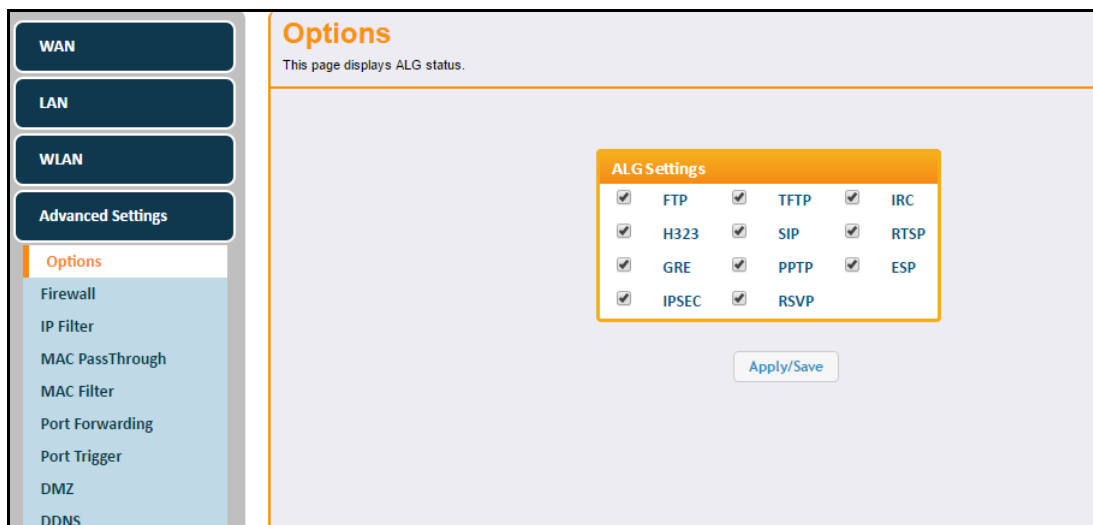 WAN
LAN
WLAN
Advanced Settings
Options
Firewall
IP Filter
MAC PassThrough
MAC Filter
Port Forwarding
Port Trigger
DMZ
DDNS
Options
This page displays ALG status.
ALG Settings
FTP TFTP IRC
H323 SIP RTSP
GRE PPTP ESP
IPSEC RSVP
Apply/Save